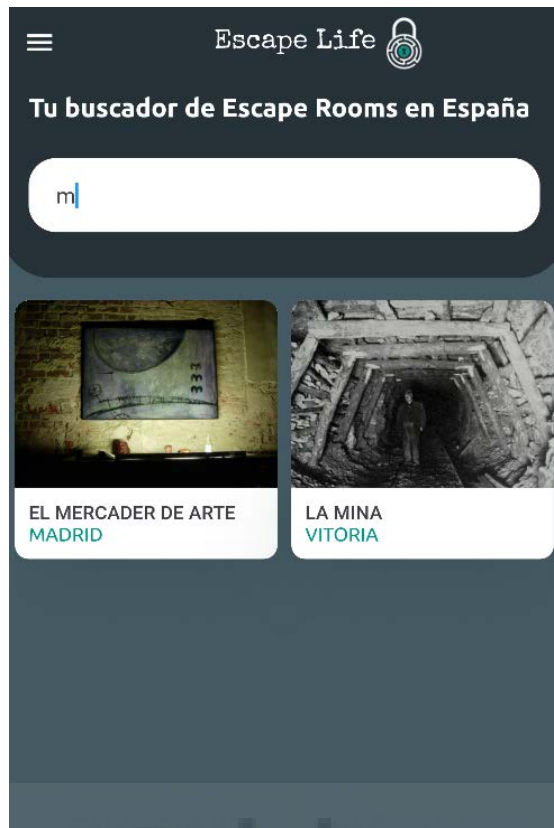 Escape Life
Tu buscador de Escape Rooms en España
m
EL MERCADER DE ARTE
MADRID
LA MINA
VITORIA